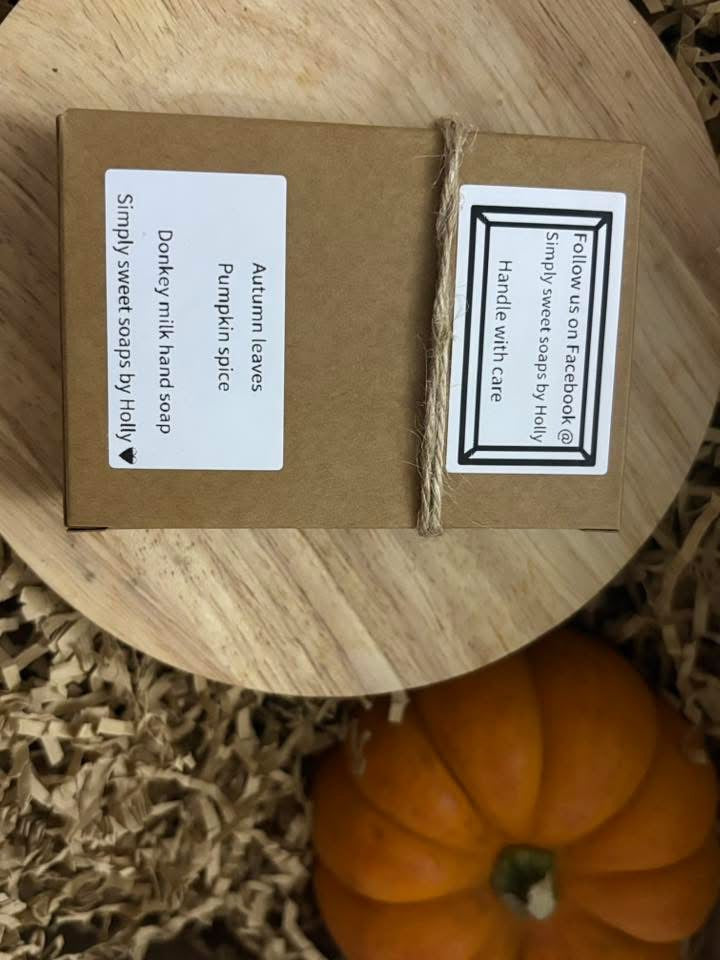 Follow us on Facebook @
Simply sweet soaps by Holly
Handle with care
Autumn leaves
Pumpkin spice
Donkey milk hand soap
Simply sweet soaps by Holly🖤